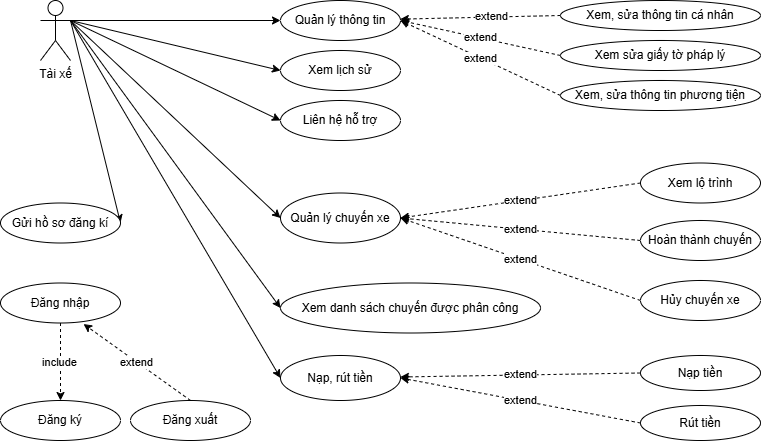 Tài xế
Quản lý thông tin
extend
Xem, sửa thông tin cá nhân
extend
Xem sửa giấy tờ pháp lý
extend
Xem, sửa thông tin phương tiện
Xem lịch sử
Liên hệ hỗ trợ
Gửi hồ sơ đăng kí
Quản lý chuyến xe
extend
Xem lộ trình
extend
Hoàn thành chuyến
extend
Hủy chuyến xe
Xem danh sách chuyến được phân công
Đăng nhập
include
extend
Đăng ký
Đăng xuất
Nạp, rút tiền
extend
Nạp tiền
extend
Rút tiền